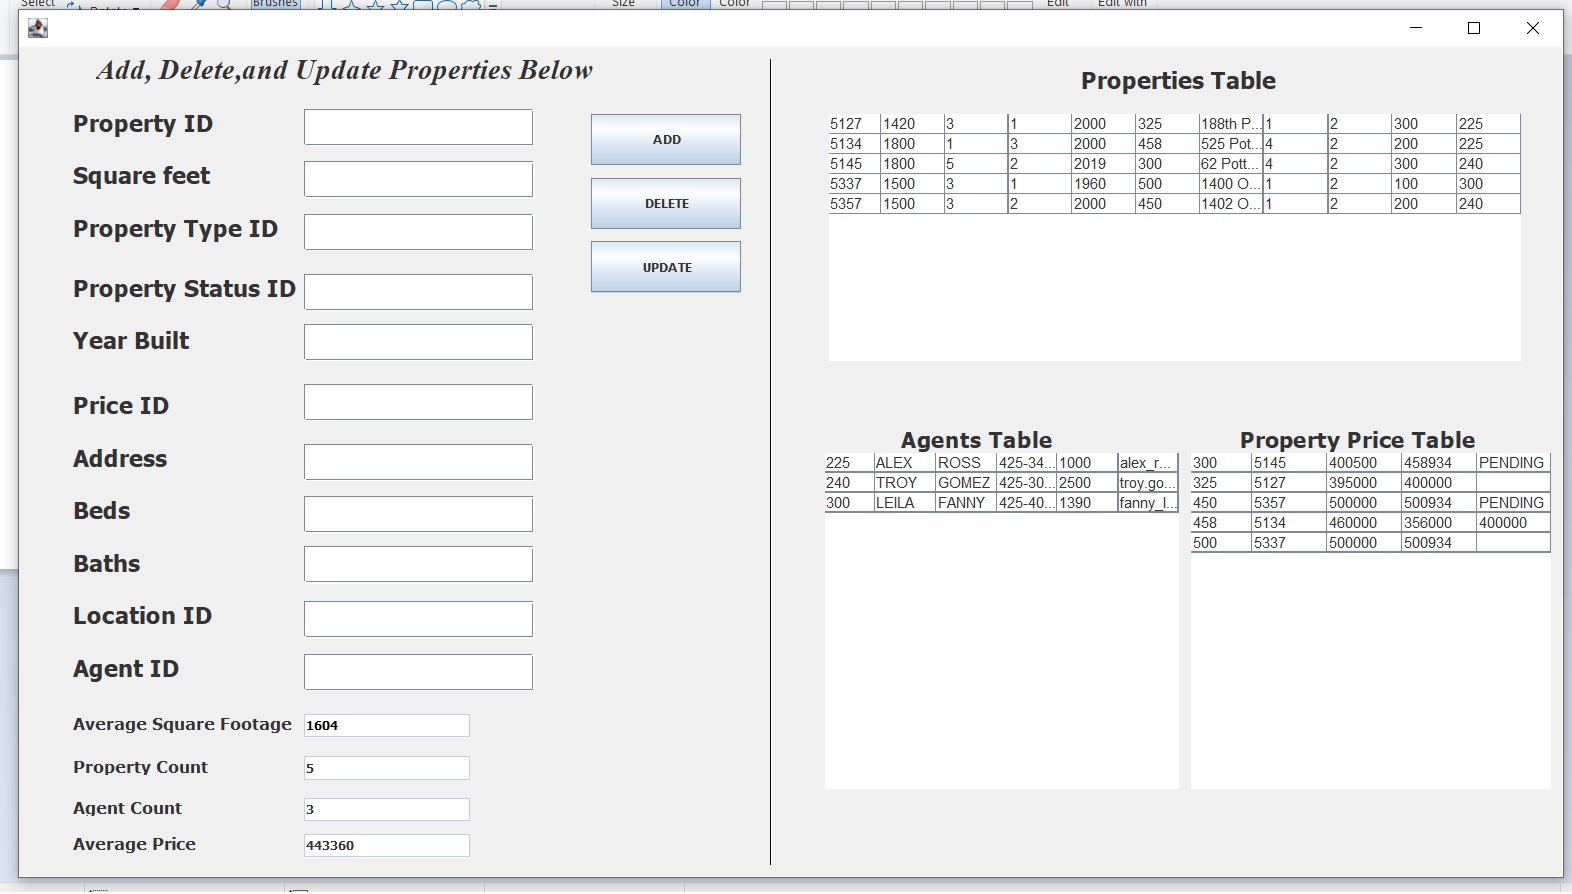 Select
Brushes
Size
Color
Color
Edit
Edit with
Add, Delete,and Update Properties Below
Property ID
Square feet
Property Type ID
Property Status ID
Year Built
Price ID
Address
Beds
Baths
Location ID
Agent ID
Average Square Footage 1604
Property Count 5
Agent Count 3
Average Price 443360
ADD
DELETE
UPDATE
Properties Table
5127 1420 3 1 2000 325 188th P... 1 2 300 225
5134 1800 1 3 2000 458 525 Pot... 4 2 200 225
5145 1800 5 2 2019 300 62 Pott... 4 2 300 240
5337 1500 3 1 1960 500 1400 O... 1 2 100 300
5357 1500 3 2 2000 450 1402 O... 1 2 200 240
Agents Table
225 ALEX ROSS 425-34... 1000 alex_r...
240 TROY GOMEZ 425-30... 2500 troy.go...
300 LEILA FANNY 425-40... 1390 fanny_l...
Property Price Table
300 5145 400500 458934 PENDING
325 5127 395000 400000
450 5357 500000 500934 PENDING
458 5134 460000 356000 400000
500 5337 500000 500934